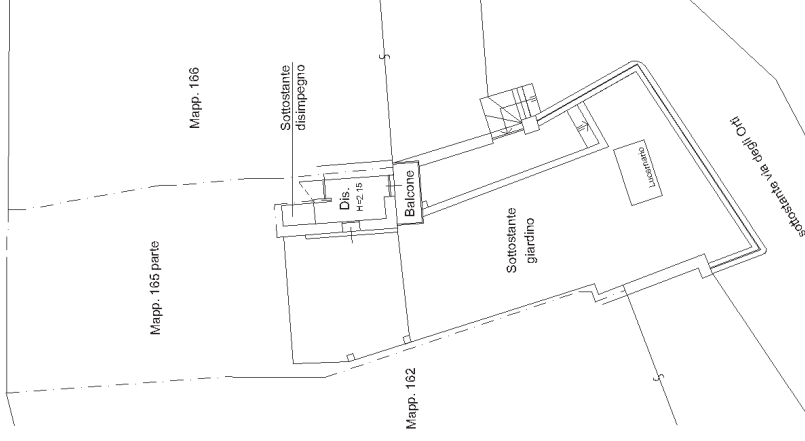 Mapp. 166
Sottostante
disimpegno
Dis.
H=2.15
Balcone
Mapp. 165 parte
Sottostante
giardino
Lucernario
sottostante via degli Orti
Mapp. 162